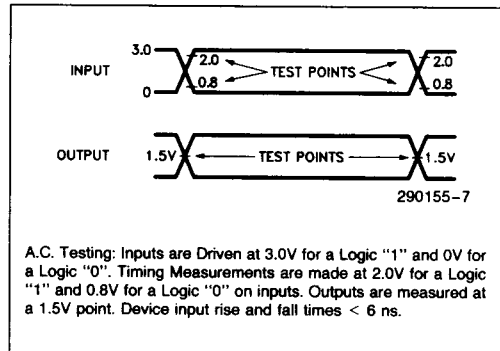 3.0
INPUT
0
2.0
0.8
TEST POINTS
2.0
0.8
OUTPUT
1.5V
TEST POINTS
1.5V
290155-7
A.C. Testing: Inputs are Driven at 3.0V for a Logic "1" and 0V for
a Logic "0". Timing Measurements are made at 2.0V for a Logic
"1" and 0.8V for a Logic "0" on inputs. Outputs are measured at
a 1.5V point. Device input rise and fall times < 6 ns.